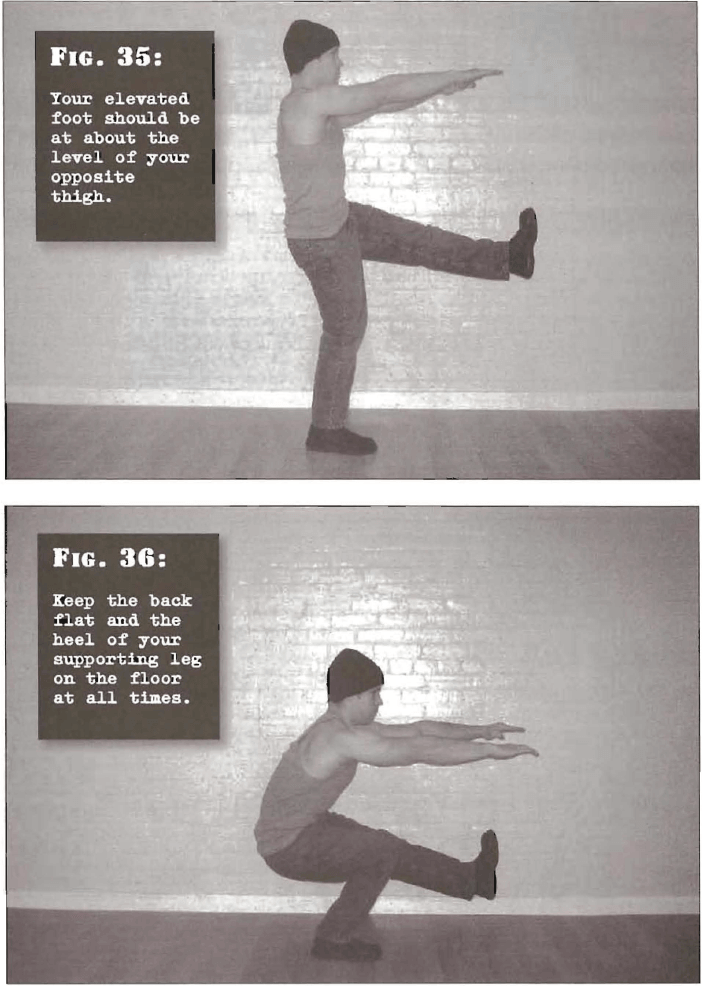 FIG. 35:
Your elevated
foot should be
at about the
level of your
opposite
thigh.
FIG. 36:
Keep the back
flat and the
heel of your
supporting leg
on the floor
at all times.